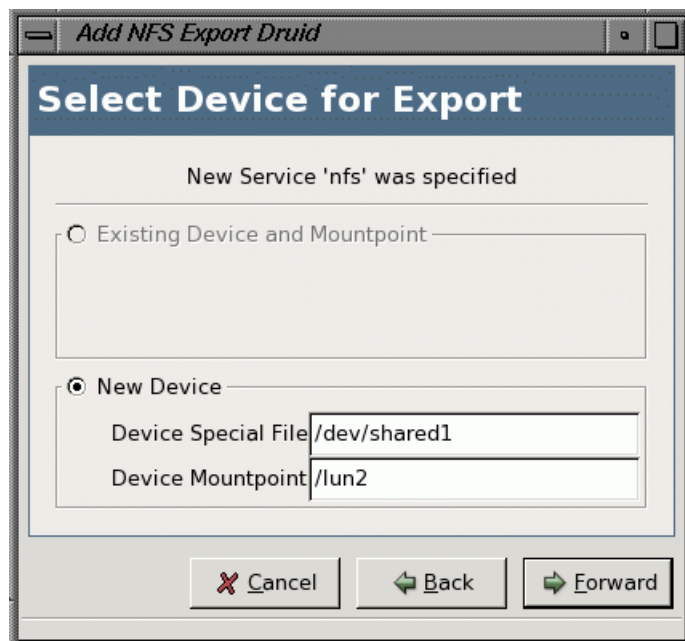 Add NFS Export Druid
Select Device for Export
New Service 'nfs' was specified
Existing Device and Mountpoint
New Device
Device Special File /dev/shared1
Device Mountpoint /lun2
Cancel Back Forward